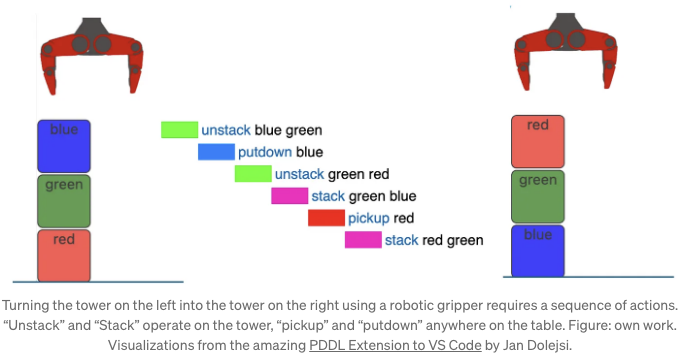 blue
green
red
unstack blue green
putdown blue
unstack green red
stack green blue
pickup red
stack red green
red
green
blue
Turning the tower on the left into the tower on the right using a robotic gripper requires a sequence of actions.
“Unstack” and “Stack” operate on the tower, “pickup” and “putdown” anywhere on the table. Figure: own work.
Visualizations from the amazing PDDL Extension to VS Code by Jan Dolejsi.